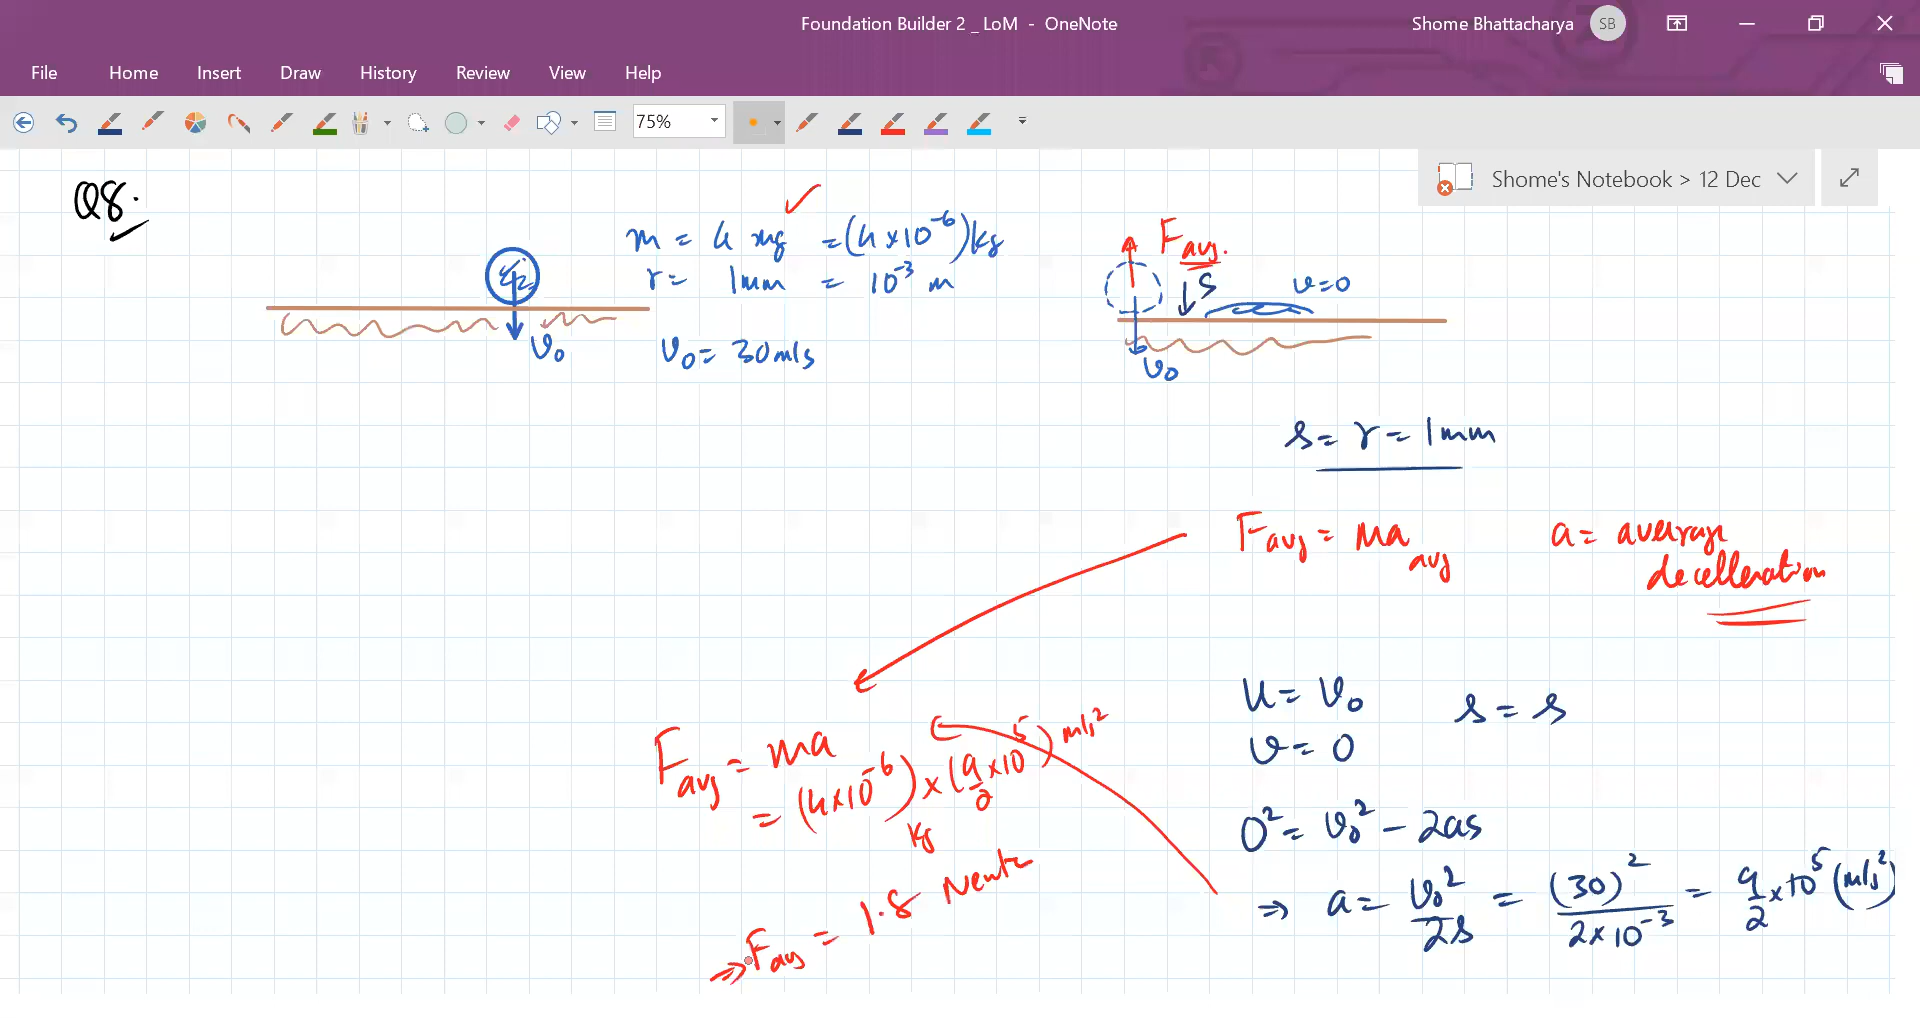 Foundation Builder 2 _ LoM - OneNote
Shome Bhattacharya
SB
File Home Insert Draw History Review View Help
75%
Shome's Notebook > 12 Dec
Q8.
m = 4 mg = (4×10⁻⁶) kg
r = 1mm = 10⁻³ m
v₀
v₀ = 30 m/s
F avg.
S
v=0
v₀
s = r = 1mm
F avg = ma avg
a = average
decelleration
u = v₀
s = s
v = 0
0² = v₀² - 2as
⇒ a = v₀²/2s = (30)²/2×10⁻³ = 9/2 × 10⁵ (m/s²)
F avg = ma
= (4×10⁻⁶) kg × (9/2 × 10⁵) m/s²
⇒ F avg = 1.8 Newtn